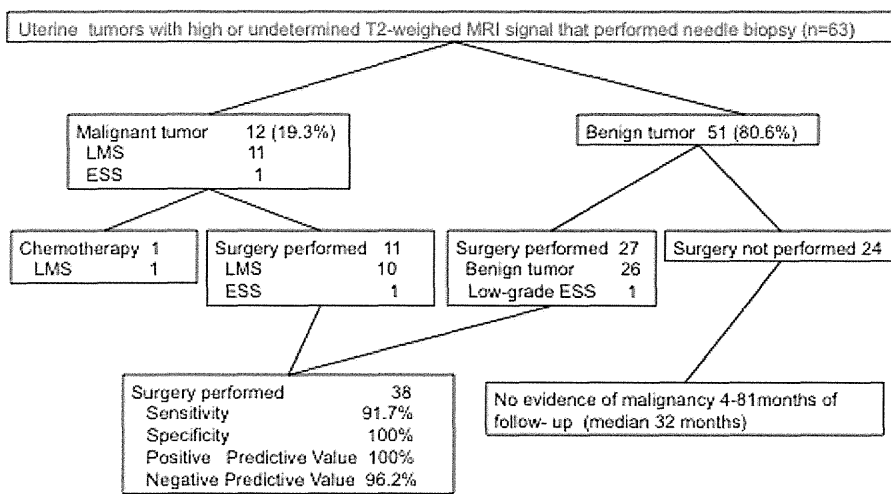 Uterine tumors with high or undetermined T2-weighed MRI signal that performed needle biopsy (n=63)
Malignant tumor 12 (19.3%)
LMS 11
ESS 1
Benign tumor 51 (80.6%)
Chemotherapy 1
LMS 1
Surgery performed 11
LMS 10
ESS 1
Surgery performed 27
Benign tumor 26
Low-grade ESS 1
Surgery not performed 24
Surgery performed 38
Sensitivity 91.7%
Specificity 100%
Positive Predictive Value 100%
Negative Predictive Value 96.2%
No evidence of malignancy 4-81months of
follow- up (median 32 months)